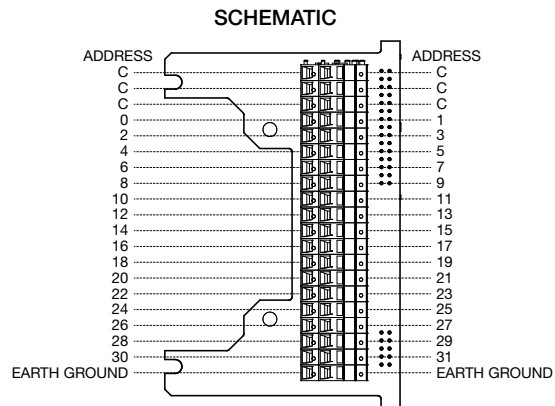 SCHEMATIC
ADDRESS ADDRESS
C C
C C
C C
0 1
2 3
4 5
6 7
8 9
10 11
12 13
14 15
16 17
18 19
20 21
22 23
24 25
26 27
28 29
30 31
EARTH GROUND EARTH GROUND